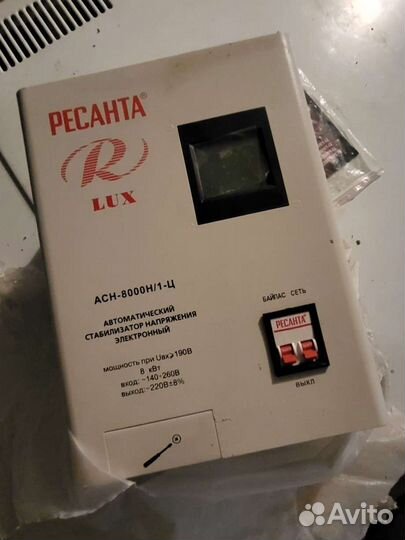 РЕСАНТА®
R
LUX
АСН-8000Н/1-Ц
АВТОМАТИЧЕСКИЙ
СТАБИЛИЗАТОР НАПРЯЖЕНИЯ
ЭЛЕКТРОННЫЙ
мощность при Uвх≥190В
8 кВт
вход: ~140-260В
выход:~220В±8%
БАЙПАС СЕТЬ
РЕСАНТА
ВЫКЛ
Avito